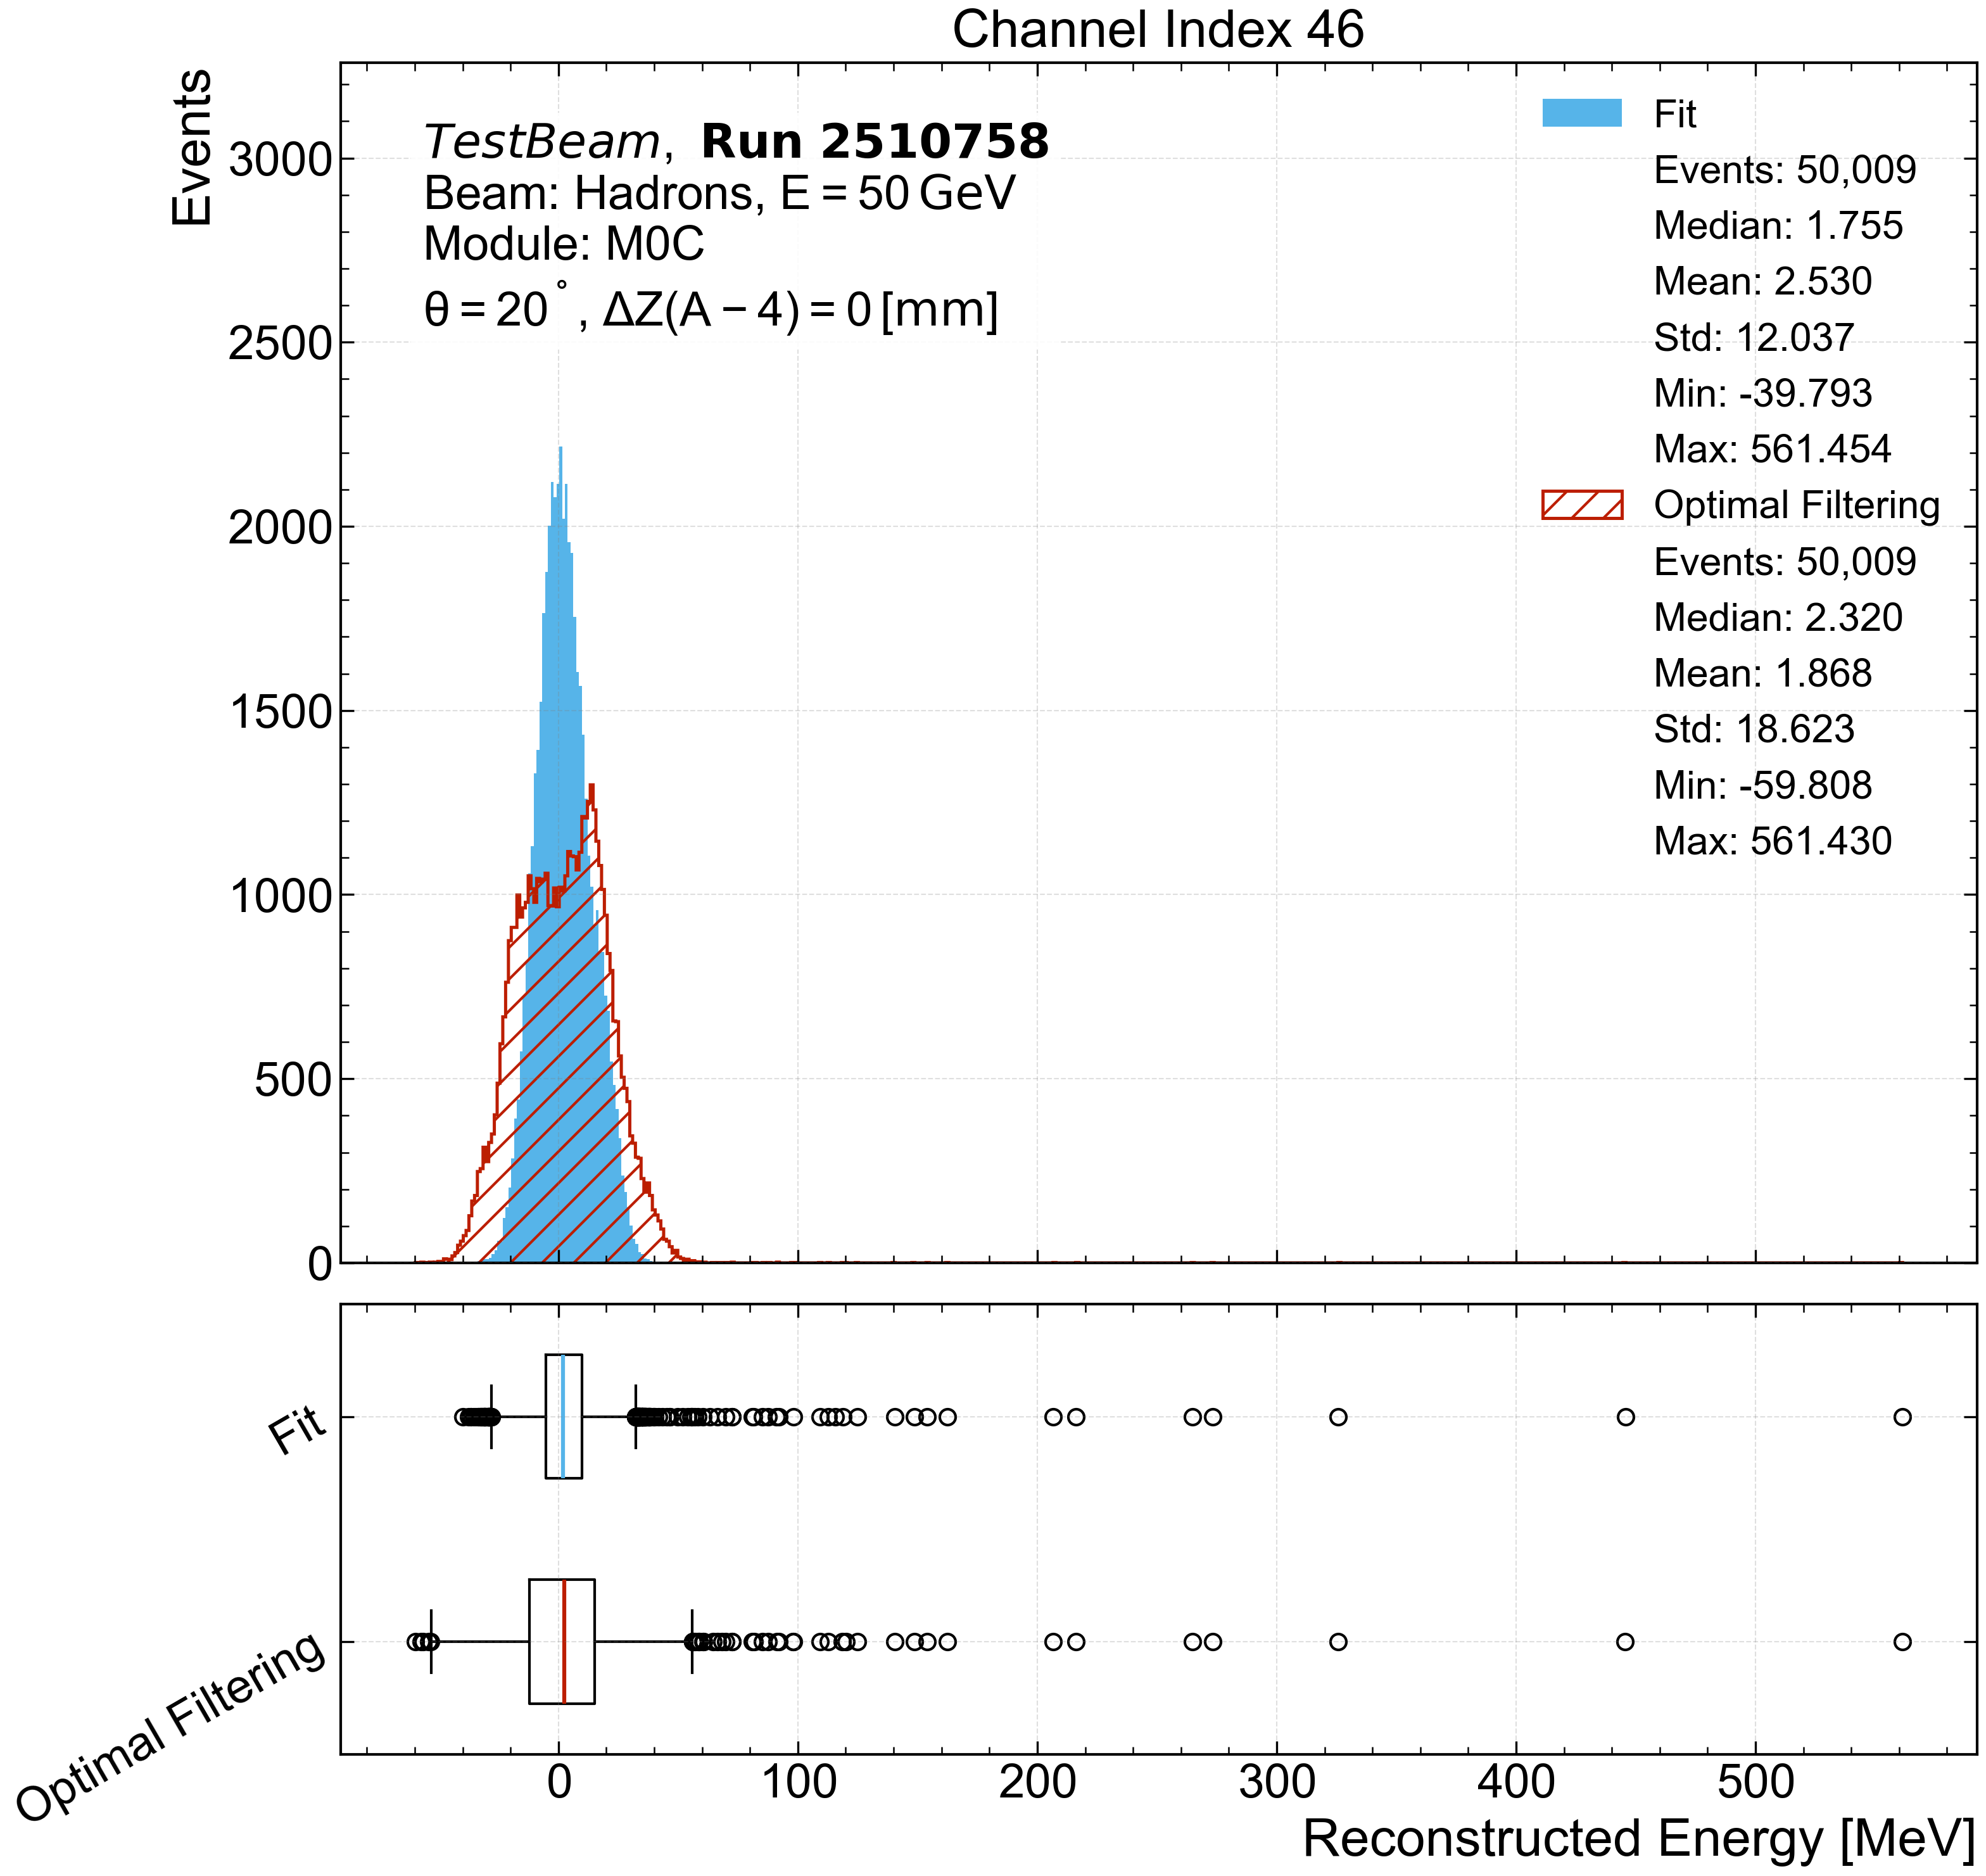 Channel Index 46
Events
3000
2500
2000
1500
1000
500
0
TestBeam, Run 2510758
Beam: Hadrons, E = 50 GeV
Module: M0C
θ = 20°, ΔZ(A − 4) = 0 [mm]
Fit
Events: 50,009
Median: 1.755
Mean: 2.530
Std: 12.037
Min: -39.793
Max: 561.454
Optimal Filtering
Events: 50,009
Median: 2.320
Mean: 1.868
Std: 18.623
Min: -59.808
Max: 561.430
Fit
Optimal Filtering
0 100 200 300 400 500
Reconstructed Energy [MeV]